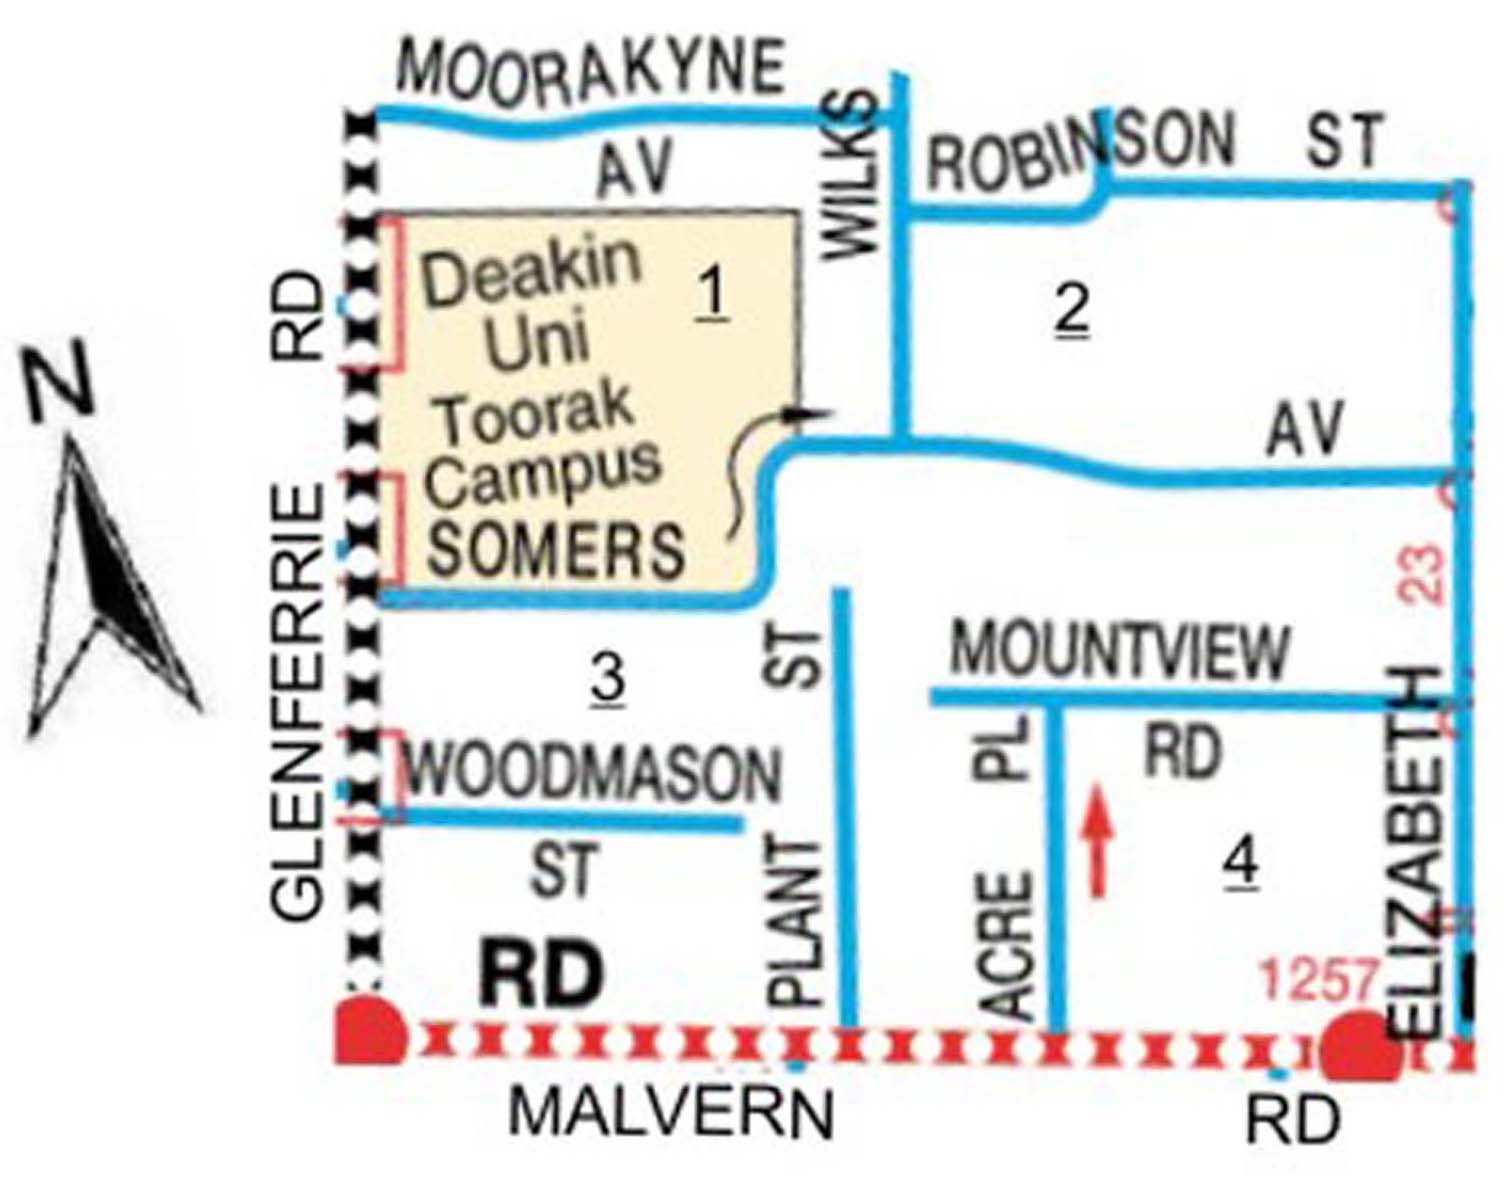 MOORAKYNE
AV
WILKS
ROBINSON ST
N
GLENFERRIE RD
Deakin
Uni
Toorak
Campus
1
2
SOMERS
AV
3
WOODMASON
ST
PLANT ST
MOUNTVIEW
RD
ACRE PL
4
23
ELIZABETH
1257
RD
MALVERN RD